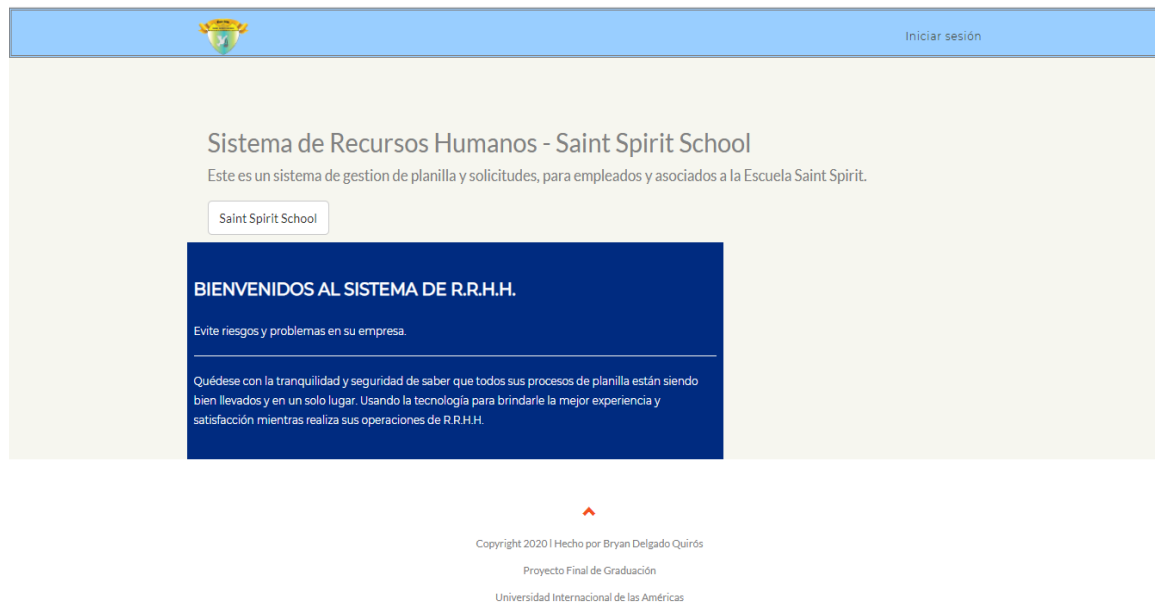 Iniciar sesión
Sistema de Recursos Humanos - Saint Spirit School
Este es un sistema de gestion de planilla y solicitudes, para empleados y asociados a la Escuela Saint Spirit.
Saint Spirit School
BIENVENIDOS AL SISTEMA DE R.R.H.H.
Evite riesgos y problemas en su empresa.
Quédese con la tranquilidad y seguridad de saber que todos sus procesos de planilla están siendo
bien llevados y en un solo lugar. Usando la tecnología para brindarle la mejor experiencia y
satisfacción mientras realiza sus operaciones de R.R.H.H.
Copyright 2020 l Hecho por Bryan Delgado Quirós
Proyecto Final de Graduación
Universidad Internacional de las Américas